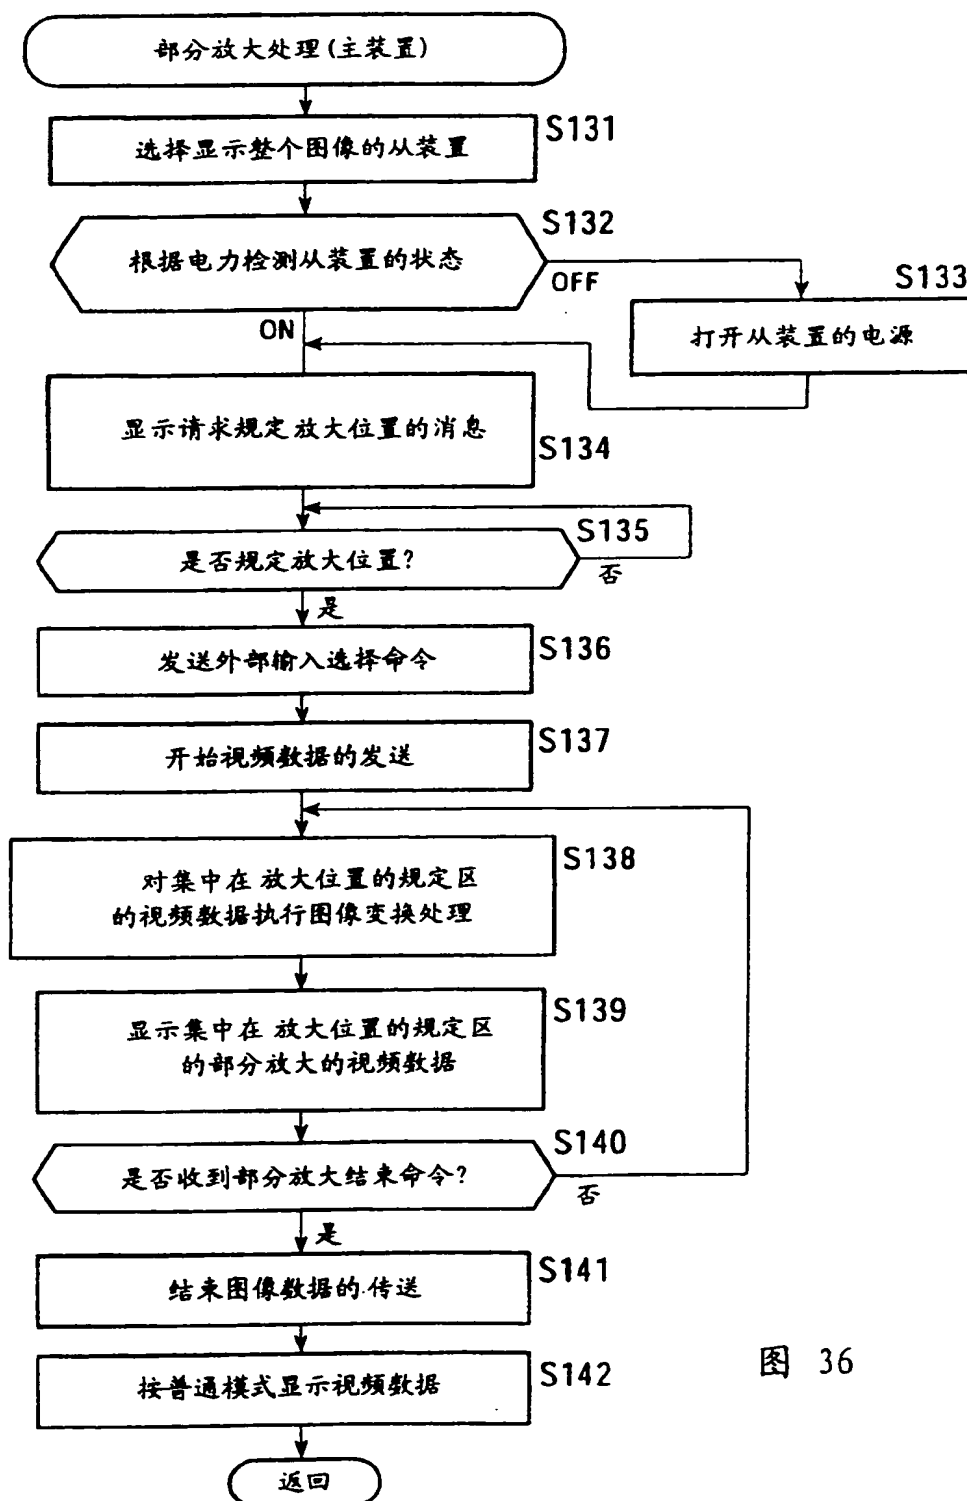 部分放大处理(主装置)
S131
选择显示整个图像的从装置
S132
根据电力检测从装置的状态
OFF
S133
打开从装置的电源
ON
显示请求规定放大位置的消息
S134
S135
是否规定放大位置?
否
是
S136
发送外部输入选择命令
S137
开始视频数据的发送
S138
对集中在放大位置的规定区
的视频数据执行图像变换处理
S139
显示集中在放大位置的规定区
的部分放大的视频数据
S140
是否收到部分放大结束命令?
否
是
S141
结束图像数据的传送
S142
按普通模式显示视频数据
图 36
返回